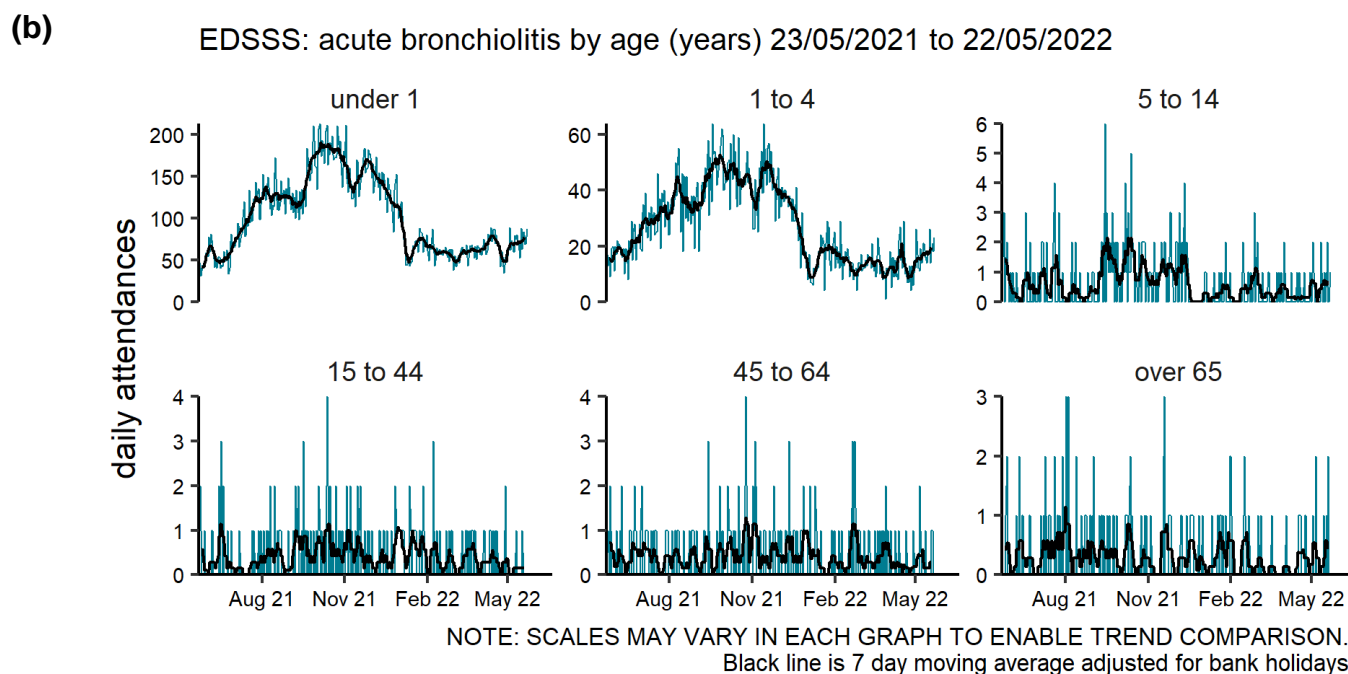 (b)
EDSSS: acute bronchiolitis by age (years) 23/05/2021 to 22/05/2022
daily attendances
under 1
200
150
100
50
0
1 to 4
60
40
20
0
5 to 14
6
5
4
3
2
1
0
15 to 44
4
3
2
1
0
Aug 21 Nov 21 Feb 22 May 22
45 to 64
4
3
2
1
0
Aug 21 Nov 21 Feb 22 May 22
over 65
3
2
1
0
Aug 21 Nov 21 Feb 22 May 22
NOTE: SCALES MAY VARY IN EACH GRAPH TO ENABLE TREND COMPARISON.
Black line is 7 day moving average adjusted for bank holidays